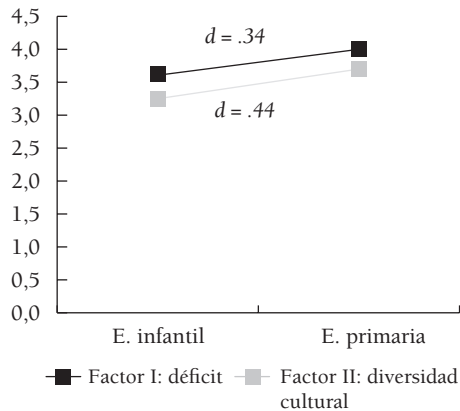 4,5
4,0
3,5
3,0
2,5
2,0
1,5
1,0
0,5
0,0
d = .34
d = .44
E. infantil
E. primaria
Factor I: déficit
Factor II: diversidad
cultural